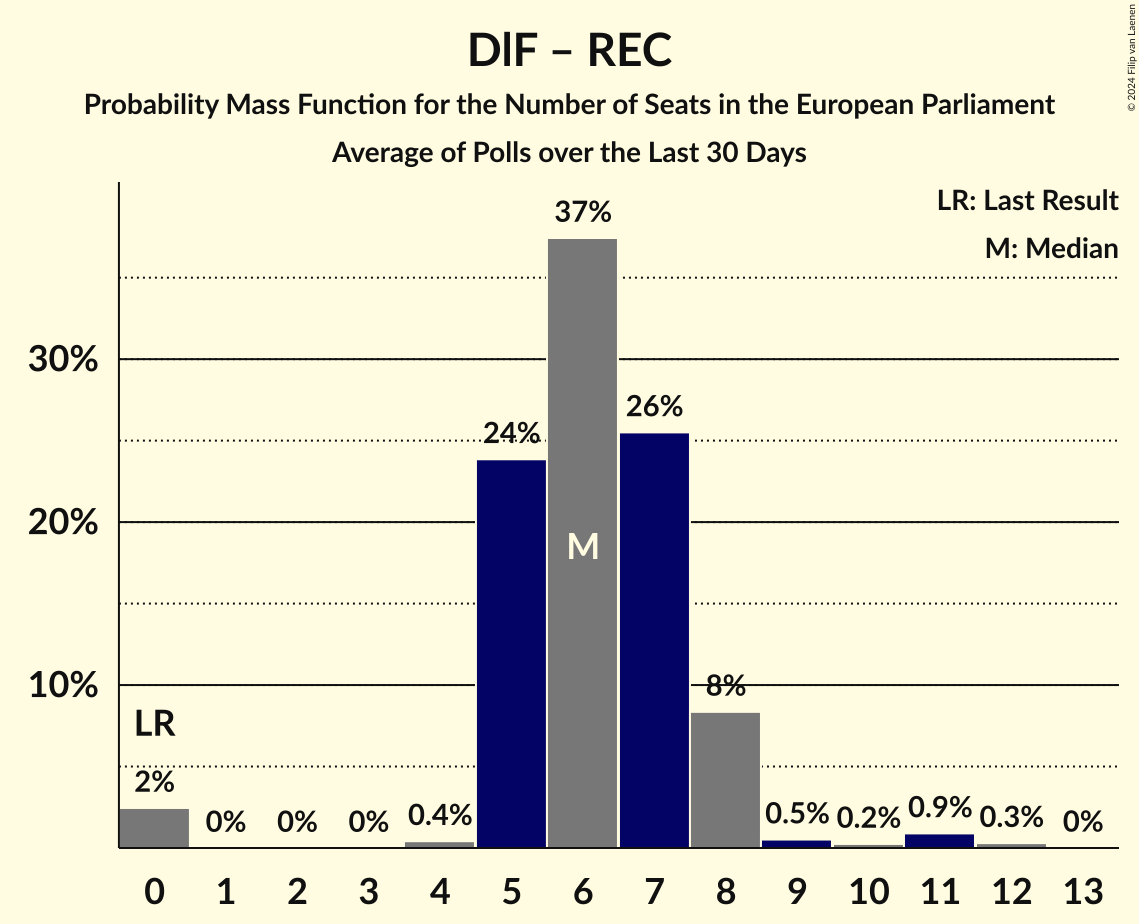 DIF – REC
Probability Mass Function for the Number of Seats in the European Parliament
Average of Polls over the Last 30 Days
© 2024 Filip van Laenen
LR: Last Result
M: Median
37%
30%
26%
24%
20%
M
10%
8%
LR
2%
0%
0%
0%
0.4%
0.5%
0.2%
0.9%
0.3%
0%
0 1 2 3 4 5 6 7 8 9 10 11 12 13